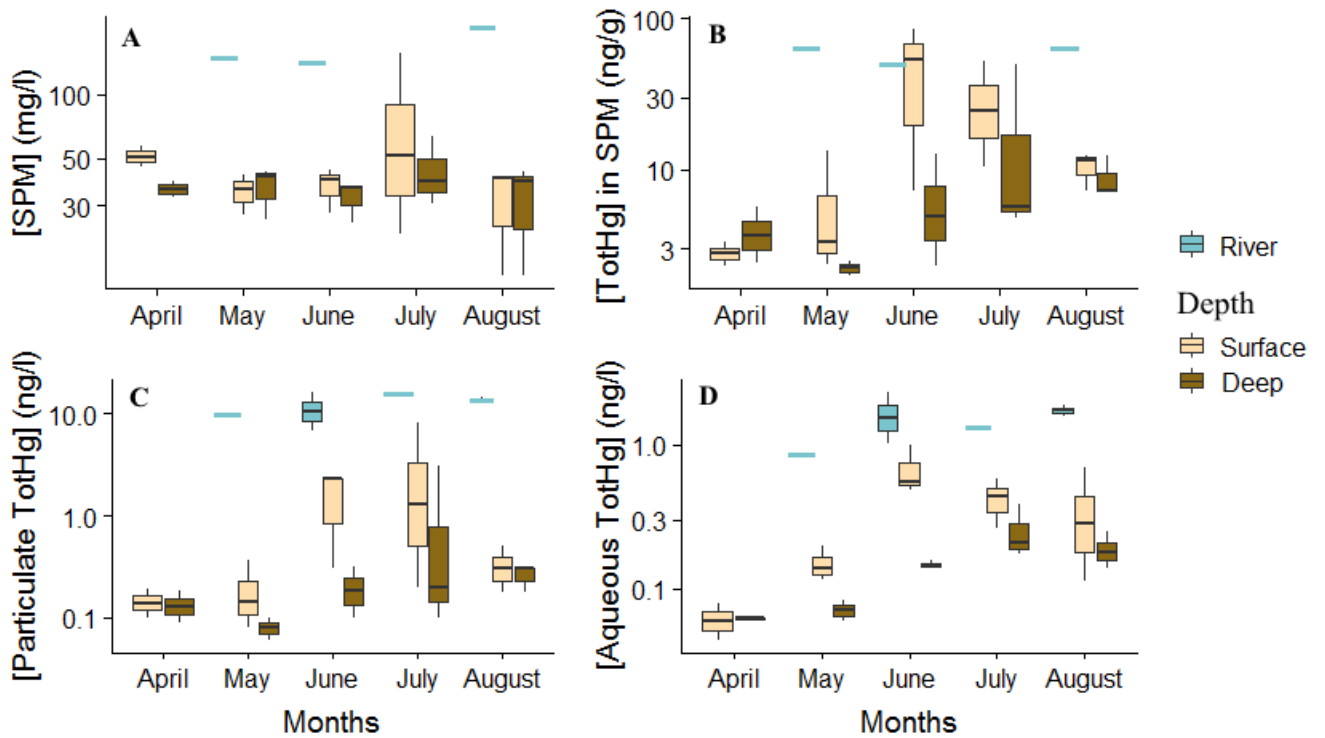 A
[SPM] (mg/l)
100
50
30
April May June July August
B
[TotHg] in SPM (ng/g)
100
30
10
3
April May June July August
River
Depth
Surface
Deep
C
[Particulate TotHg] (ng/l)
10.0
1.0
0.1
April May June July August
Months
D
[Aqueous TotHg] (ng/l)
1.0
0.3
0.1
April May June July August
Months